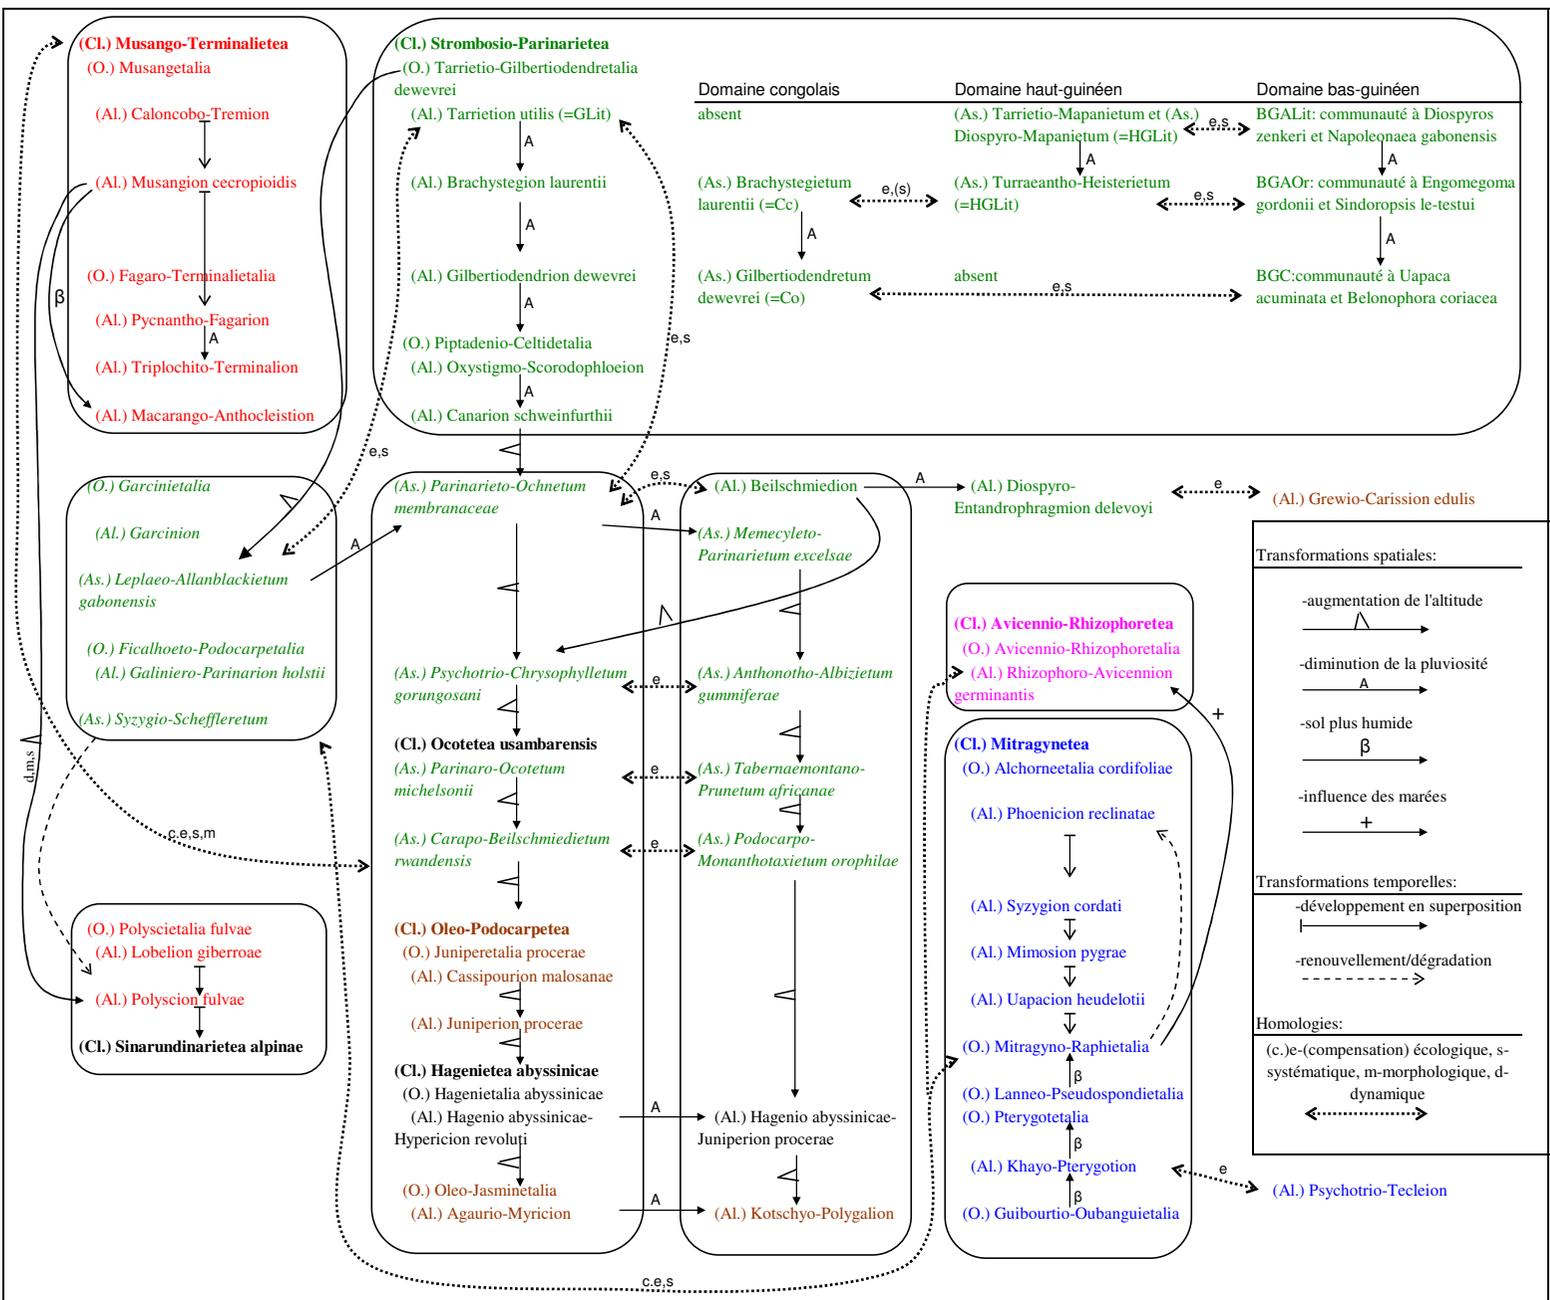 (Cl.) Musango-Terminalietea
(O.) Musangetalia
(Al.) Caloncobo-Tremion
(Al.) Musangion cecropioidis
(O.) Fagaro-Terminalietalia
β
(Al.) Pycnantho-Fagarion
A
(Al.) Triplochito-Terminalion
(Al.) Macarango-Anthocleistion
(Cl.) Strombosio-Parinarietea
(O.) Tarrietio-Gilbertiodendretalia
dewevrei
(Al.) Tarrietion utilis (=GLit)
A
(Al.) Brachystegion laurentii
A
(Al.) Gilbertiodendrion dewevrei
A
(O.) Piptadenio-Celtidetalia
(Al.) Oxystigmo-Scorodophloeion
A
(Al.) Canarion schweinfurthii
e,s
e,s
Domaine congolais
absent
(As.) Brachystegietum
laurentii (=Cc)
A
(As.) Gilbertiodendretum
dewevrei (=Co)
e,(s)
e,s
Domaine haut-guinéen
(As.) Tarrietio-Mapanietum et (As.)
Diospyro-Mapanietum (=HGLit)
A
(As.) Turraeantho-Heisterietum
(=HGLit)
absent
e,s
e,s
Domaine bas-guinéen
BGALit: communauté à Diospyros
zenkeri et Napoleonaea gabonensis
A
BGAOr: communauté à Engomegoma
gordonii et Sindoropsis le-testui
A
BGC:communauté à Uapaca
acuminata et Belonophora coriacea
(O.) Garcinietalia
(Al.) Garcinion
(As.) Leplaeo-Allanblackietum
gabonensis
(O.) Ficalhoeto-Podocarpetalia
(Al.) Galiniero-Parinarion holstii
(As.) Syzygio-Scheffleretum
A
d.m,s
c.e,s,m
(O.) Polyscietalia fulvae
(Al.) Lobelion giberroae
(Al.) Polyscion fulvae
(Cl.) Sinarundinarietea alpinae
(As.) Parinarieto-Ochnetum
membranaceae
e,s
A
(As.) Psychotrio-Chrysophylletum
gorungosani
e
(Cl.) Ocotetea usambarensis
(As.) Parinaro-Ocotetum
michelsonii
e
(As.) Carapo-Beilschmiedietum
rwandensis
e
(Cl.) Oleo-Podocarpetea
(O.) Juniperetalia procerae
(Al.) Cassipourion malosanae
(Al.) Juniperion procerae
(Cl.) Hagenietea abyssinicae
(O.) Hagenietalia abyssinicae
(Al.) Hagenio abyssinicae-
Hypericion revoluti
A
(O.) Oleo-Jasminetalia
(Al.) Agaurio-Myricion
A
c.e,s
(Al.) Beilschmiedion
A
(As.) Memecyleto-
Parinarietum excelsae
(As.) Anthonotho-Albizietum
gummiferae
(As.) Tabernaemontano-
Prunetum africanae
(As.) Podocarpo-
Monanthotaxietum orophilae
(Al.) Hagenio abyssinicae-
Juniperion procerae
(Al.) Kotschyo-Polygalion
(Al.) Diospyro-
Entandrophragmion delevoyi
e
(Al.) Grewio-Carission edulis
(Cl.) Avicennio-Rhizophoretea
(O.) Avicennio-Rhizophoretalia
(Al.) Rhizophoro-Avicennion
germinantis
+
(Cl.) Mitragynetea
(O.) Alchorneetalia cordifoliae
(Al.) Phoenicion reclinatae
(Al.) Syzygion cordati
(Al.) Mimosion pygrae
(Al.) Uapacion heudelotii
(O.) Mitragyno-Raphietalia
β
(O.) Lanneo-Pseudospondietalia
(O.) Pterygotetalia
β
(Al.) Khayo-Pterygotion
β
(O.) Guibourtio-Oubanguietalia
e
(Al.) Psychotrio-Tecleion
Transformations spatiales:
-augmentation de l'altitude
-diminution de la pluviosité
A
-sol plus humide
β
-influence des marées
+
Transformations temporelles:
-développement en superposition
-renouvellement/dégradation
Homologies:
(c.)e-(compensation) écologique, s-
systématique, m-morphologique, d-
dynamique